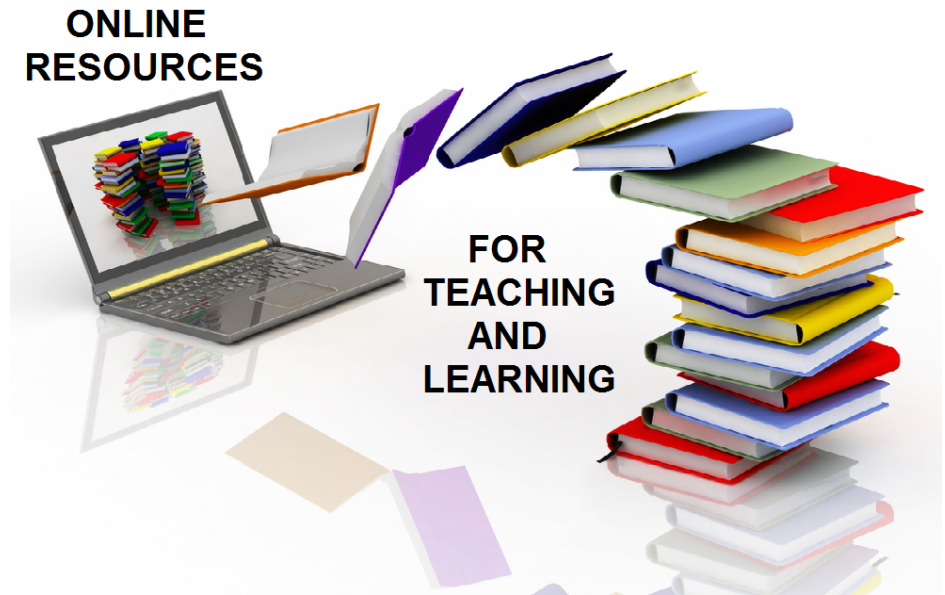 ONLINE
RESOURCES
FOR
TEACHING
AND
LEARNING